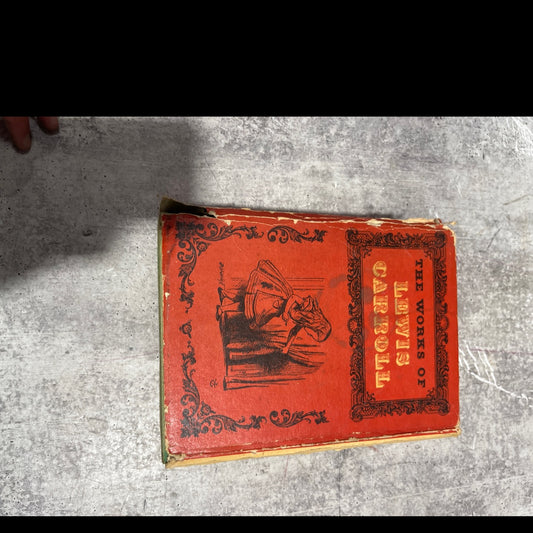 THE WORKS OF
LEWIS
CARROLL